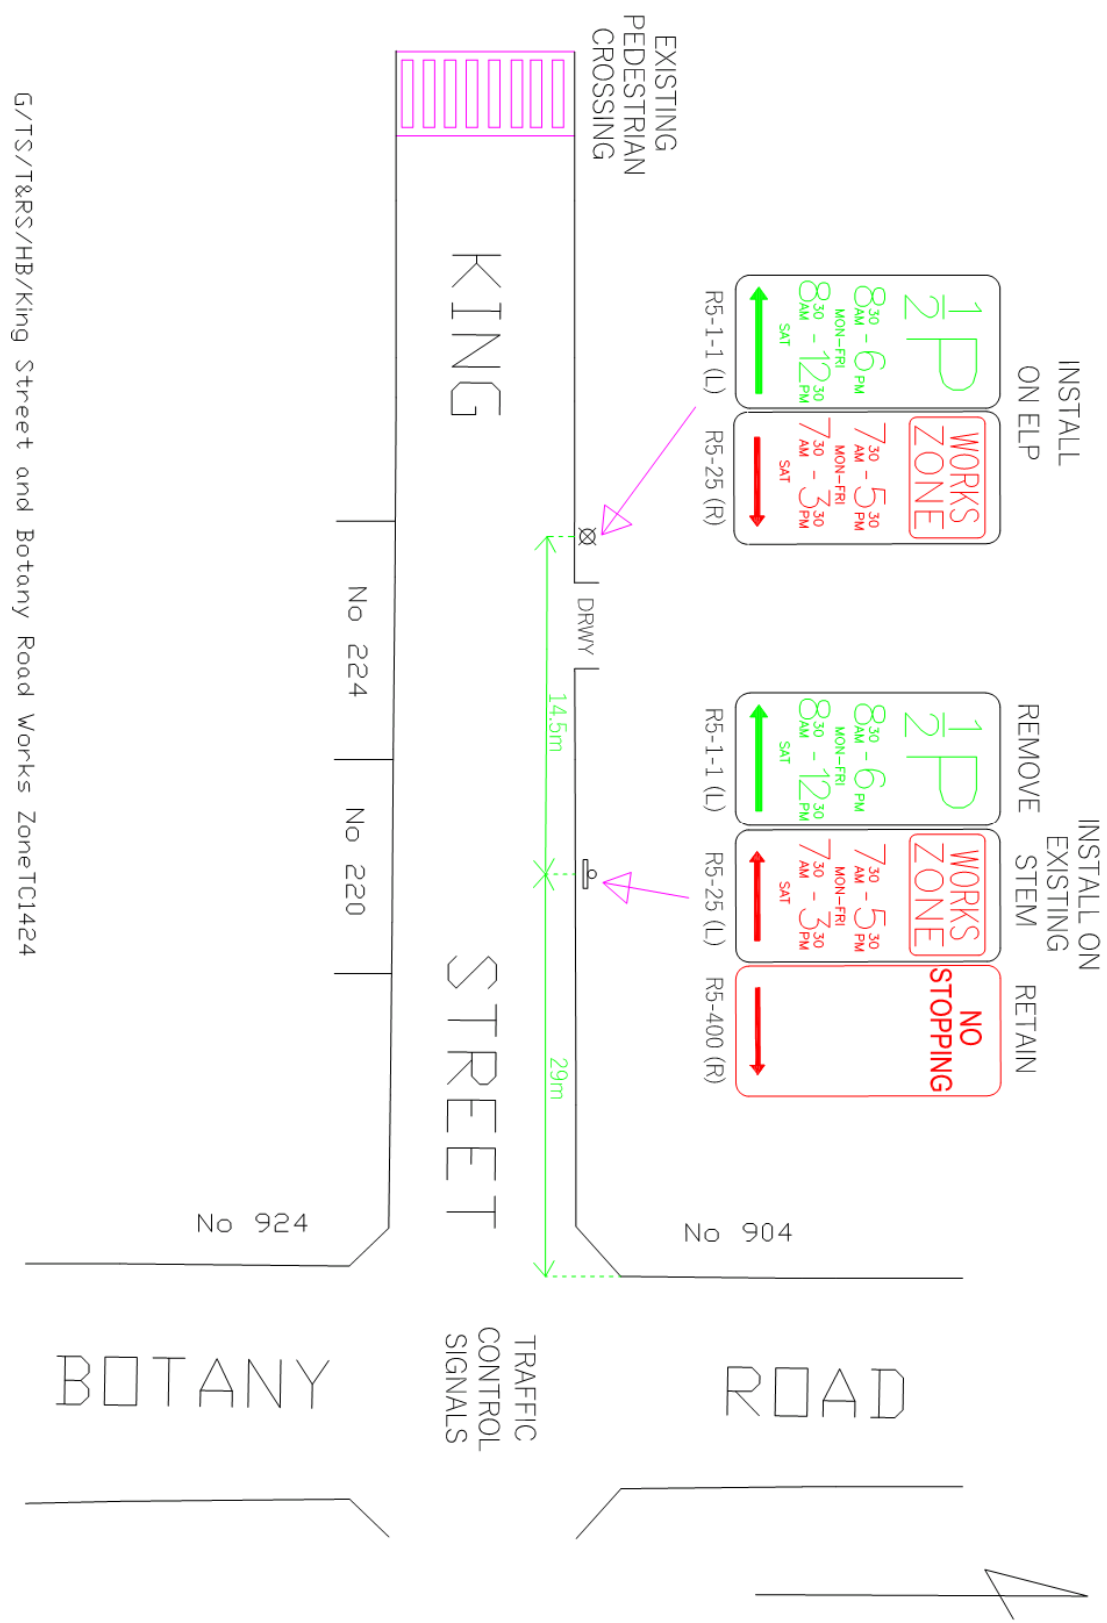 EXISTING
PEDESTRIAN
CROSSING
INSTALL
ON ELP
1/2 P
8 30 AM - 6 PM
MON-FRI
8 30 AM - 12 30 PM
SAT
R5-1-1 (L)
WORKS
ZONE
7 30 AM - 5 30 PM
MON-FRI
7 30 AM - 3 30 PM
SAT
R5-25 (R)
INSTALL ON
EXISTING
STEM
REMOVE
1/2 P
8 30 AM - 6 PM
MON-FRI
8 30 AM - 12 30 PM
SAT
R5-1-1 (L)
WORKS
ZONE
7 30 AM - 5 30 PM
MON-FRI
7 30 AM - 3 30 PM
SAT
R5-25 (L)
RETAIN
NO
STOPPING
R5-400 (R)
DRWY
14.5m
29m
KING STREET
No 224
No 220
No 924
No 904
TRAFFIC
CONTROL
SIGNALS
BOTANY ROAD
G/TS/T&RS/HB/King Street and Botany Road Works ZoneTC1424